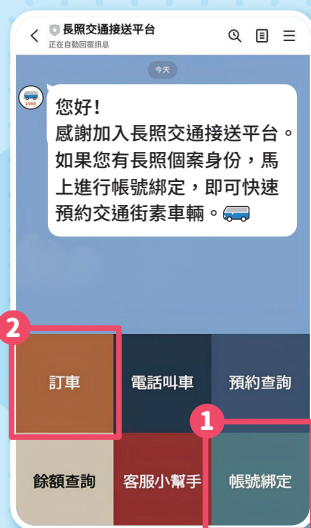 長照交通接送平台
正在自動回覆訊息
今天
1966
您好!
感謝加入長照交通接送平台。
如果您有長照個案身份，馬
上進行帳號綁定，即可快速
預約交通街素車輛。
2
訂車
電話叫車
預約查詢
1
餘額查詢
客服小幫手
帳號綁定